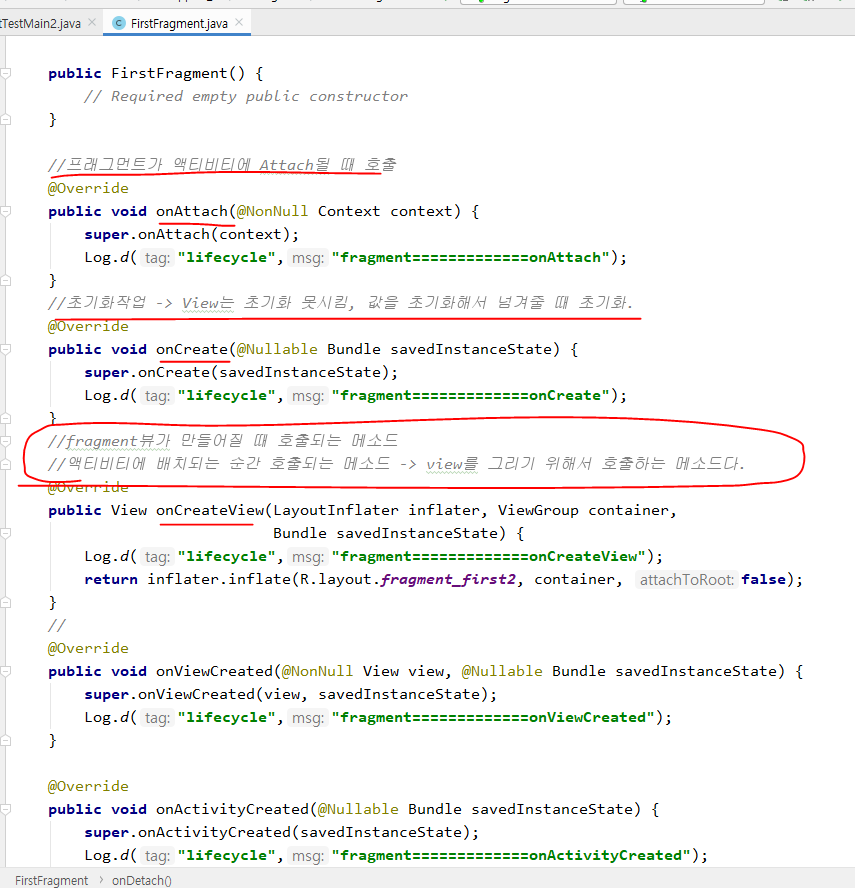 tTestMain2.java
FirstFragment.java
public FirstFragment() {
// Required empty public constructor
}
//프래그먼트가 액티비티에 Attach될 때 호출
@Override
public void onAttach(@NonNull Context context) {
super.onAttach(context);
Log.d( tag: "lifecycle", msg: "fragment=============onAttach");
}
//초기화작업 -> View는 초기화 못시킴, 값을 초기화해서 넘겨줄 때 초기화.
@Override
public void onCreate(@Nullable Bundle savedInstanceState) {
super.onCreate(savedInstanceState);
Log.d( tag: "lifecycle", msg: "fragment=============onCreate");
}
//fragment뷰가 만들어질 때 호출되는 메소드
//액티비티에 배치되는 순간 호출되는 메소드 -> view를 그리기 위해서 호출하는 메소드다.
@Override
public View onCreateView(LayoutInflater inflater, ViewGroup container,
Bundle savedInstanceState) {
Log.d( tag: "lifecycle", msg: "fragment=============onCreateView");
return inflater.inflate(R.layout.fragment_first2, container, attachToRoot: false);
}
//
@Override
public void onViewCreated(@NonNull View view, @Nullable Bundle savedInstanceState) {
super.onViewCreated(view, savedInstanceState);
Log.d( tag: "lifecycle", msg: "fragment=============onViewCreated");
}
@Override
public void onActivityCreated(@Nullable Bundle savedInstanceState) {
super.onActivityCreated(savedInstanceState);
Log.d( tag: "lifecycle", msg: "fragment=============onActivityCreated");
FirstFragment > onDetach()